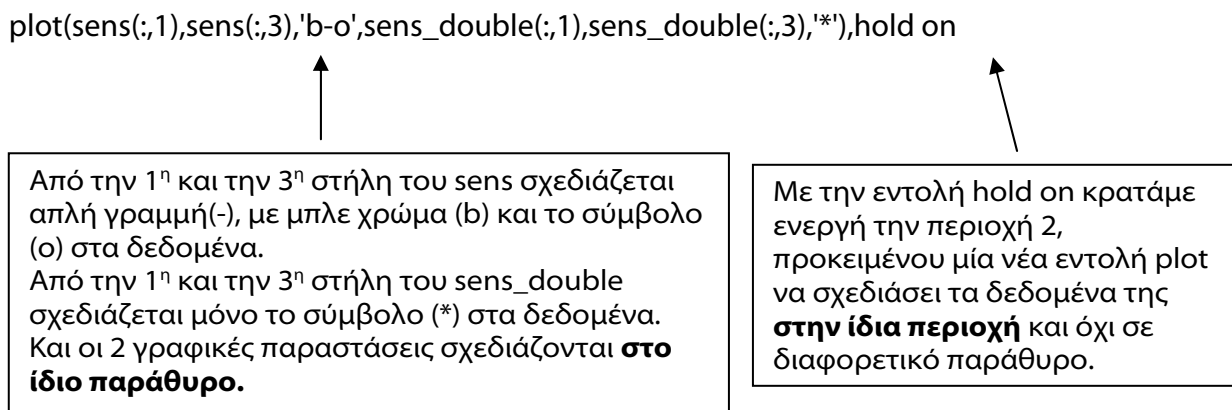 plot(sens(:,1),sens(:,3),'b-o',sens_double(:,1),sens_double(:,3),'*'),hold on
Από την 1η και την 3η στήλη του sens σχεδιάζεται
απλή γραμμή(-), με μπλε χρώμα (b) και το σύμβολο
(ο) στα δεδομένα.
Από την 1η και την 3η στήλη του sens_double
σχεδιάζεται μόνο το σύμβολο (*) στα δεδομένα.
Και οι 2 γραφικές παραστάσεις σχεδιάζονται στο
ίδιο παράθυρο.
Με την εντολή hold on κρατάμε
ενεργή την περιοχή 2,
προκειμένου μία νέα εντολή plot
να σχεδιάσει τα δεδομένα της
στην ίδια περιοχή και όχι σε
διαφορετικό παράθυρο.